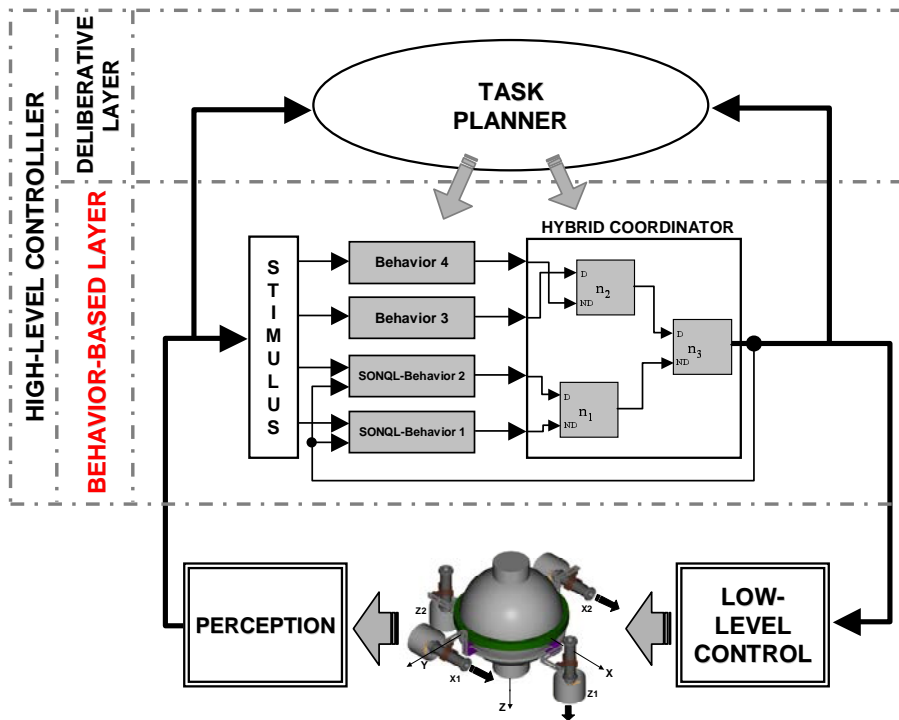 HIGH-LEVEL CONTROLLLER
DELIBERATIVE
LAYER
BEHAVIOR-BASED LAYER
TASK
PLANNER
HYBRID COORDINATOR
S
T
I
M
U
L
U
S
Behavior 4
Behavior 3
SONQL-Behavior 2
SONQL-Behavior 1
D
ND
n2
D
ND
n3
D
ND
n1
PERCEPTION
Z2
X2
Y
X1
Z
X
Z1
LOW-
LEVEL
CONTROL